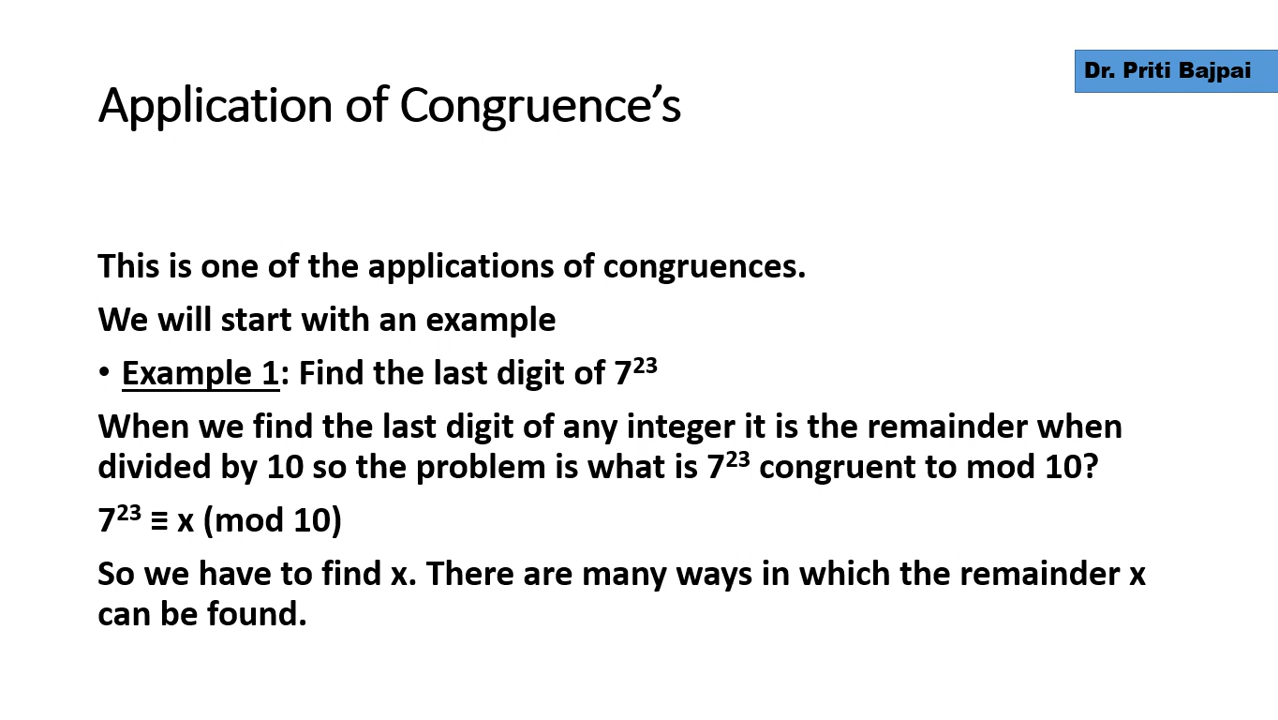 Dr. Priti Bajpai
Application of Congruence’s
This is one of the applications of congruences.
We will start with an example
• Example 1: Find the last digit of 7²³
When we find the last digit of any integer it is the remainder when
divided by 10 so the problem is what is 7²³ congruent to mod 10?
7²³ ≡ x (mod 10)
So we have to find x. There are many ways in which the remainder x
can be found.